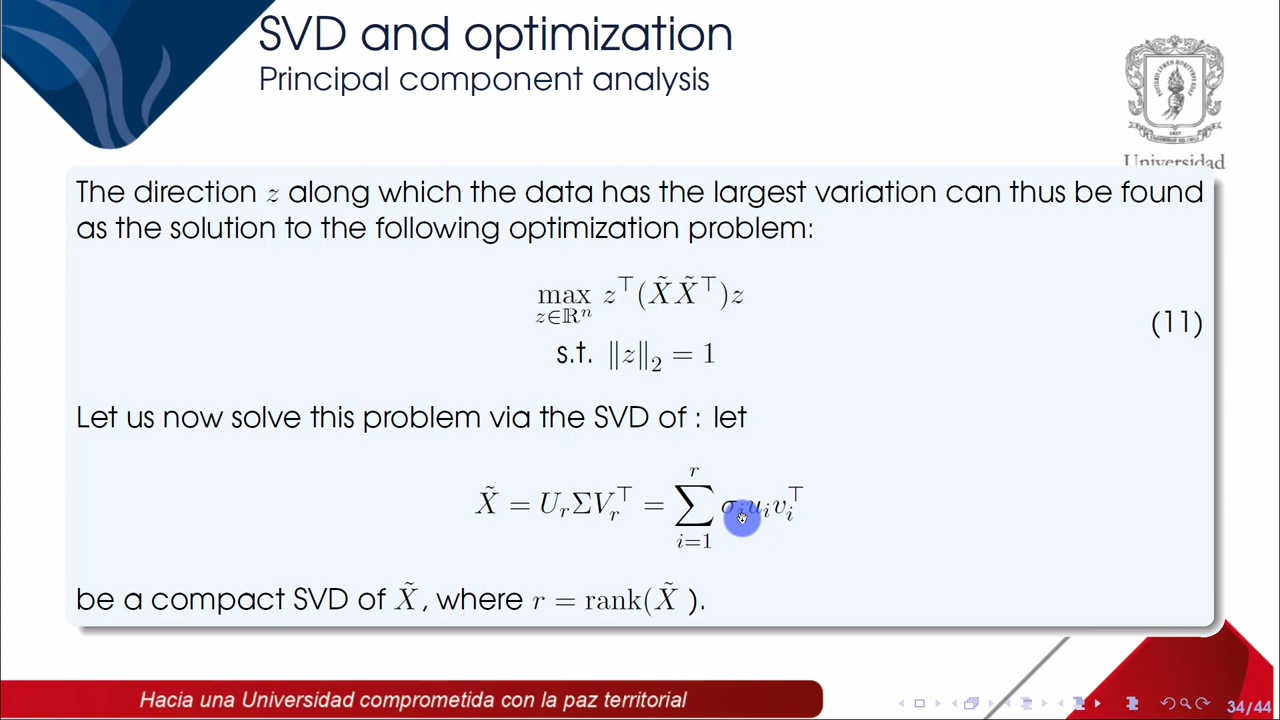 SVD and optimization
Principal component analysis
Universidad
The direction z along which the data has the largest variation can thus be found
as the solution to the following optimization problem:
max z⊤(X̃X̃⊤)z
z∈ℝⁿ
(11)
s.t. ‖z‖₂ = 1
Let us now solve this problem via the SVD of : let
X̃ = UᵣΣVᵣ⊤ = ∑ᵢ₌₁ʳ σᵢuᵢvᵢ⊤
be a compact SVD of X̃, where r = rank(X̃ ).
Hacia una Universidad comprometida con la paz territorial
34/44